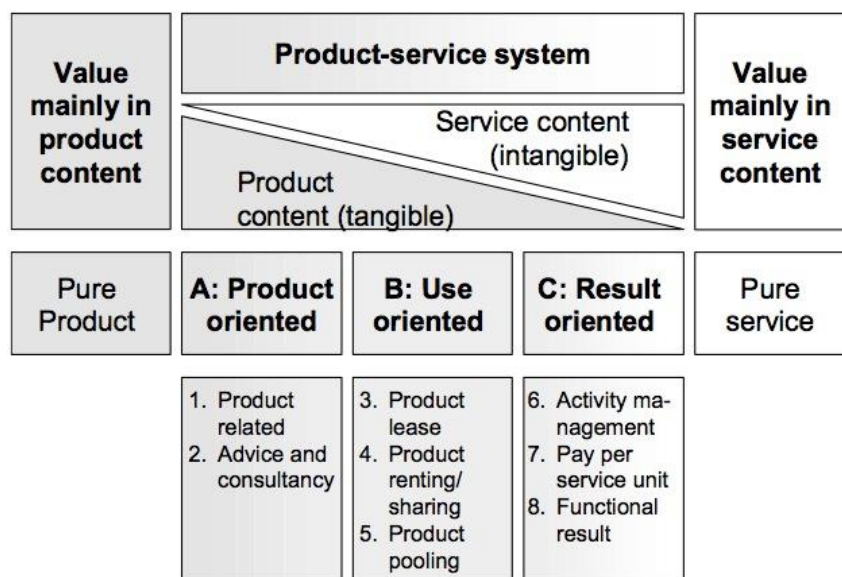 Value
mainly in
product
content
Product-service system
Service content
(intangible)
Product
content (tangible)
Value
mainly in
service
content
Pure
Product
A: Product
oriented
B: Use
oriented
C: Result
oriented
Pure
service
1. Product
related
2. Advice and
consultancy
3. Product
lease
4. Product
renting/
sharing
5. Product
pooling
6. Activity ma-
nagement
7. Pay per
service unit
8. Functional
result